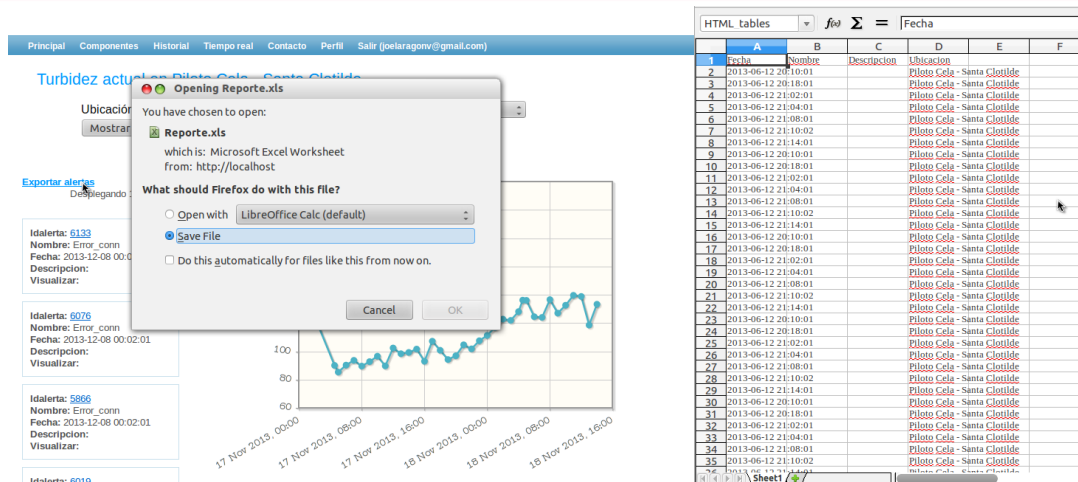 Principal Componentes Historial Tiempo real Contacto Perfil Salir (joelaragonv@gmail.com)
Turbidez actual en Piloto Cela - Santa Clotilde
Ubicación
Mostrar
Exportar alertas
Desplegando
Idalerta: 6133
Nombre: Error_conn
Fecha: 2013-12-08 00:0
Descripcion:
Visualizar:
Idalerta: 6076
Nombre: Error_conn
Fecha: 2013-12-08 00:02:01
Descripcion:
Visualizar:
Idalerta: 5866
Nombre: Error_conn
Fecha: 2013-12-08 00:02:01
Descripcion:
Visualizar:
Idalerta: 6019
Opening Reporte.xls
You have chosen to open:
Reporte.xls
which is: Microsoft Excel Worksheet
from: http://localhost
What should Firefox do with this file?
Open with LibreOffice Calc (default)
Save File
Do this automatically for files like this from now on.
Cancel OK
100
80
60
17 Nov 2013, 00:00
17 Nov 2013, 08:00
17 Nov 2013, 16:00
18 Nov 2013, 00:00
18 Nov 2013, 08:00
18 Nov 2013, 16:00
HTML_tables f(x) Σ = Fecha
A B C D E F
1 Fecha Nombre Descripcion Ubicacion
2 2013-06-12 20:10:01 Piloto Cela - Santa Clotilde
3 2013-06-12 20:18:01 Piloto Cela - Santa Clotilde
4 2013-06-12 21:02:01 Piloto Cela - Santa Clotilde
5 2013-06-12 21:04:01 Piloto Cela - Santa Clotilde
6 2013-06-12 21:08:01 Piloto Cela - Santa Clotilde
7 2013-06-12 21:10:02 Piloto Cela - Santa Clotilde
8 2013-06-12 21:14:01 Piloto Cela - Santa Clotilde
9 2013-06-12 20:10:01 Piloto Cela - Santa Clotilde
10 2013-06-12 20:18:01 Piloto Cela - Santa Clotilde
11 2013-06-12 21:02:01 Piloto Cela - Santa Clotilde
12 2013-06-12 21:04:01 Piloto Cela - Santa Clotilde
13 2013-06-12 21:08:01 Piloto Cela - Santa Clotilde
14 2013-06-12 21:10:02 Piloto Cela - Santa Clotilde
15 2013-06-12 21:14:01 Piloto Cela - Santa Clotilde
16 2013-06-12 20:10:01 Piloto Cela - Santa Clotilde
17 2013-06-12 20:18:01 Piloto Cela - Santa Clotilde
18 2013-06-12 21:02:01 Piloto Cela - Santa Clotilde
19 2013-06-12 21:04:01 Piloto Cela - Santa Clotilde
20 2013-06-12 21:08:01 Piloto Cela - Santa Clotilde
21 2013-06-12 21:10:02 Piloto Cela - Santa Clotilde
22 2013-06-12 21:14:01 Piloto Cela - Santa Clotilde
23 2013-06-12 20:10:01 Piloto Cela - Santa Clotilde
24 2013-06-12 20:18:01 Piloto Cela - Santa Clotilde
25 2013-06-12 21:02:01 Piloto Cela - Santa Clotilde
26 2013-06-12 21:04:01 Piloto Cela - Santa Clotilde
27 2013-06-12 21:08:01 Piloto Cela - Santa Clotilde
28 2013-06-12 21:10:02 Piloto Cela - Santa Clotilde
29 2013-06-12 21:14:01 Piloto Cela - Santa Clotilde
30 2013-06-12 20:10:01 Piloto Cela - Santa Clotilde
31 2013-06-12 20:18:01 Piloto Cela - Santa Clotilde
32 2013-06-12 21:02:01 Piloto Cela - Santa Clotilde
33 2013-06-12 21:04:01 Piloto Cela - Santa Clotilde
34 2013-06-12 21:08:01 Piloto Cela - Santa Clotilde
35 2013-06-12 21:10:02 Piloto Cela - Santa Clotilde
36 2013-06-12 21:14:01 Piloto Cela - Santa Clotilde
Sheet1